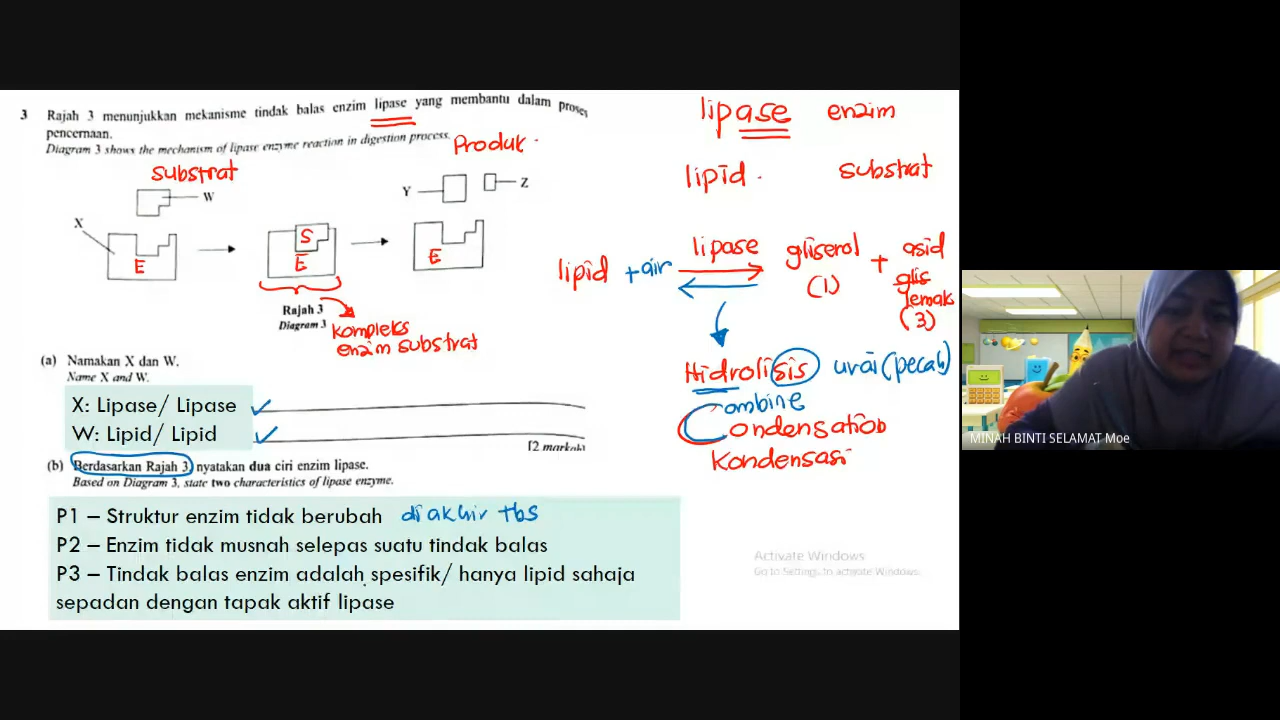 3 Rajah 3 menunjukkan mekanisme tindak balas enzim lipase yang membantu dalam proses
pencernaan.
Diagram 3 shows the mechanism of lipase enzyme reaction in digestion process.
Substrat
Produk
W
Y
Z
X
E
S
E
E
Rajah 3
Diagram 3
kompleks
enzim substrat
(a) Namakan X dan W.
Name X and W.
X: Lipase/ Lipase
W: Lipid/ Lipid
[2 markah]
(b) Berdasarkan Rajah 3, nyatakan dua ciri enzim lipase.
Based on Diagram 3, state two characteristics of lipase enzyme.
P1 – Struktur enzim tidak berubah diakhir tbs
P2 – Enzim tidak musnah selepas suatu tindak balas
P3 – Tindak balas enzim adalah spesifik/ hanya lipid sahaja
sepadan dengan tapak aktif lipase
lipase enzim
lipid substrat
lipase
lipid + air gliserol + asid
glis
lemak
(1)
(3)
Hidrolisis urai (pecah)
Combine
Condensation
Kondensasi
Activate Windows
Go to Settings to activate Windows.
MINAH BINTI SELAMAT Moe